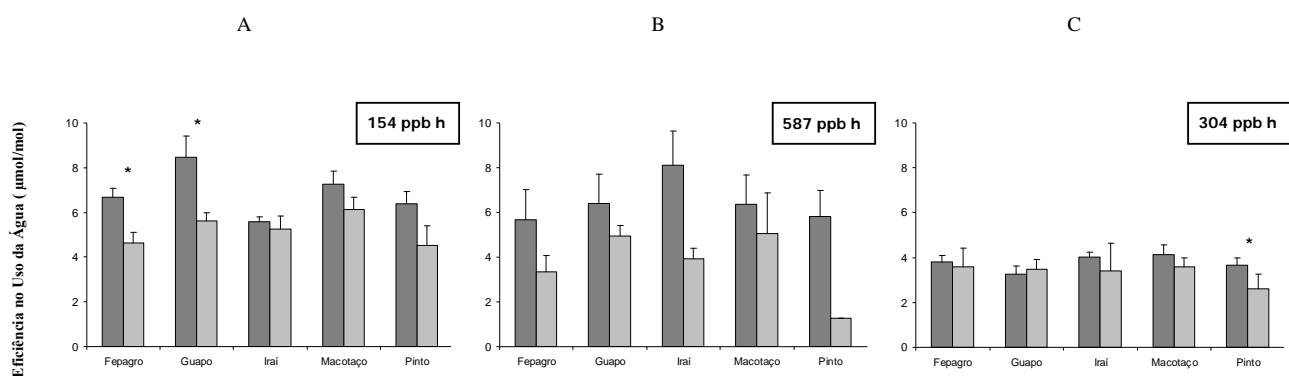 A
B
C
Eficiência no Uso da Água ( µmol/mol)
154 ppb h
10
8
6
4
2
0
*
*
Fepagro
Guapo
Iraí
Macotaço
Pinto
587 ppb h
10
8
6
4
2
0
Fepagro
Guapo
Iraí
Macotaço
Pinto
304 ppb h
10
8
6
4
2
0
*
Fepagro
Guapo
Iraí
Macotaço
Pinto